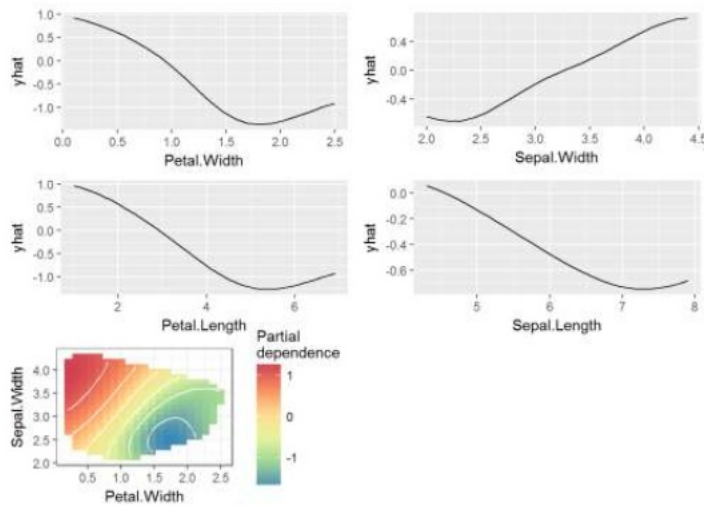 1.0
0.5
0.0
-0.5
-1.0
yhat
0.0 0.5 1.0 1.5 2.0 2.5
Petal.Width
0.4
0.0
-0.4
yhat
2.0 2.5 3.0 3.5 4.0 4.5
Sepal.Width
1.0
0.5
0.0
-0.5
-1.0
yhat
2 4 6
Petal.Length
0.0
-0.2
-0.4
-0.6
yhat
5 6 7 8
Sepal.Length
4.0
3.5
3.0
2.5
2.0
Sepal.Width
0.5 1.0 1.5 2.0 2.5
Petal.Width
Partial
dependence
1
0
-1